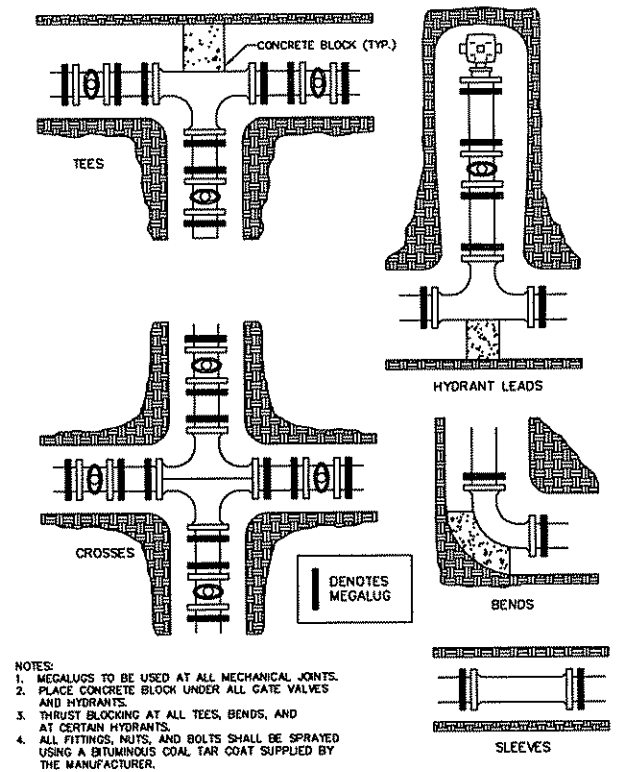 CONCRETE BLOCK (TYP.)
TEES
HYDRANT LEADS
CROSSES
DENOTES
MEGALUG
BENDS
SLEEVES
NOTES:
1. MEGALUGS TO BE USED AT ALL MECHANICAL JOINTS.
2. PLACE CONCRETE BLOCK UNDER ALL GATE VALVES
AND HYDRANTS.
3. THRUST BLOCKING AT ALL TEES, BENDS, AND
AT CERTAIN HYDRANTS.
4. ALL FITTINGS, NUTS, AND BOLTS SHALL BE SPRAYED
USING A BITUMINOUS COAL TAR COAT SUPPLIED BY
THE MANUFACTURER.